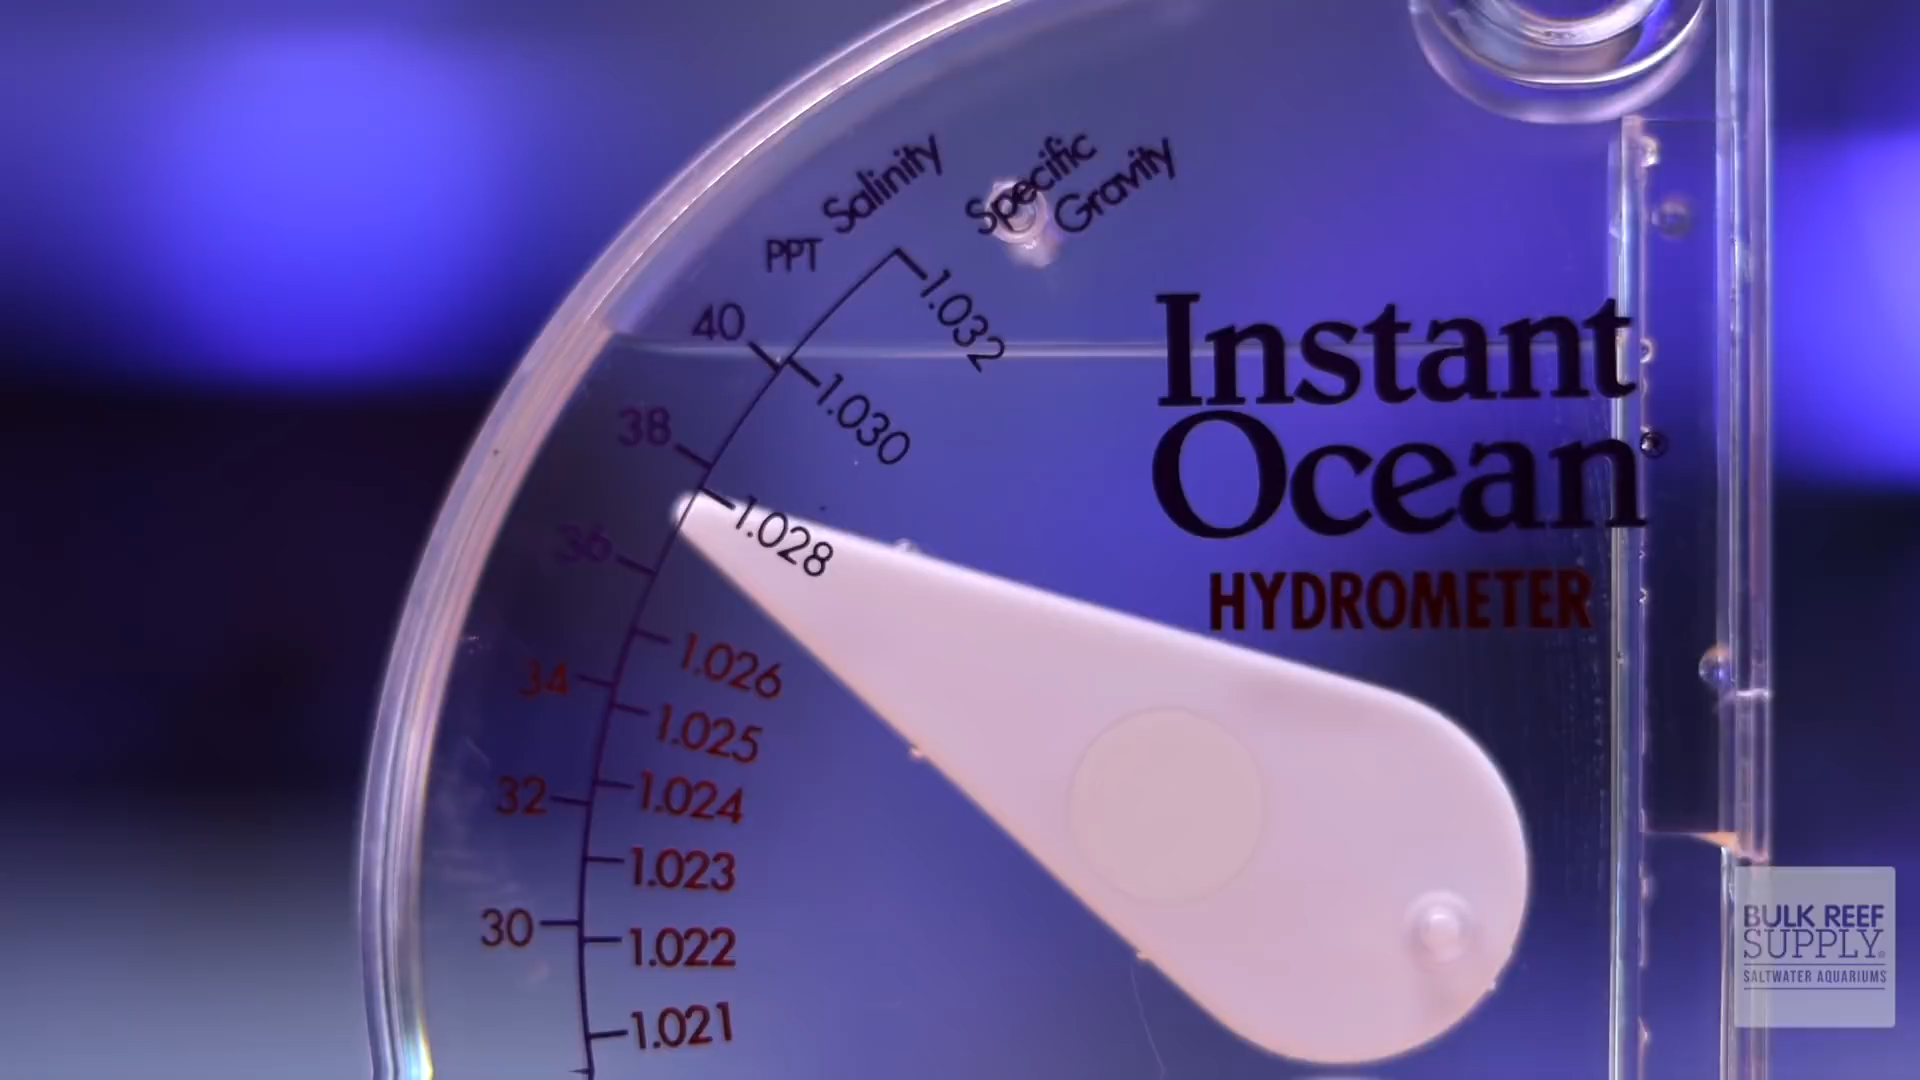 Salinity
PPT
Specific
Gravity
1.032
40
1.030
38
1.028
36
1.026
34
1.025
32
1.024
1.023
30
1.022
1.021
Instant
Ocean®
HYDROMETER
BULK REEF
SUPPLY®
SALTWATER AQUARIUMS